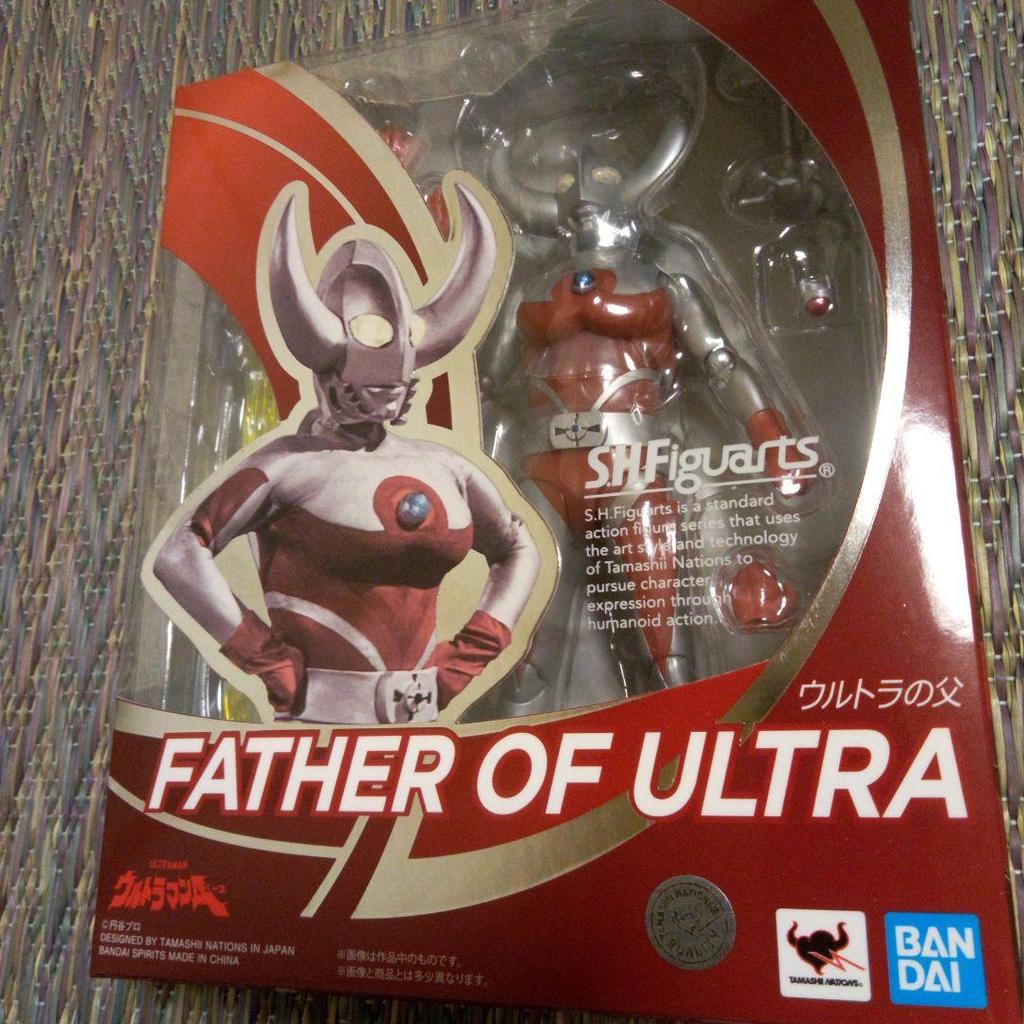 S.H.Figuarts®
S.H.Figuarts is a standard
action figure series that uses
the art style and technology
of Tamashii Nations to
pursue character
expression through
humanoid action.
ウルトラの父
FATHER OF ULTRA
ULTRAMAN
ウルトラマンA
©円谷プロ
DESIGNED BY TAMASHII NATIONS IN JAPAN
BANDAI SPIRITS MADE IN CHINA
※画像は作品中のものです。
※画像と商品とは多少異なります。
TAMASHII NATIONS
TAMASHII NATIONS
BAN
DAI